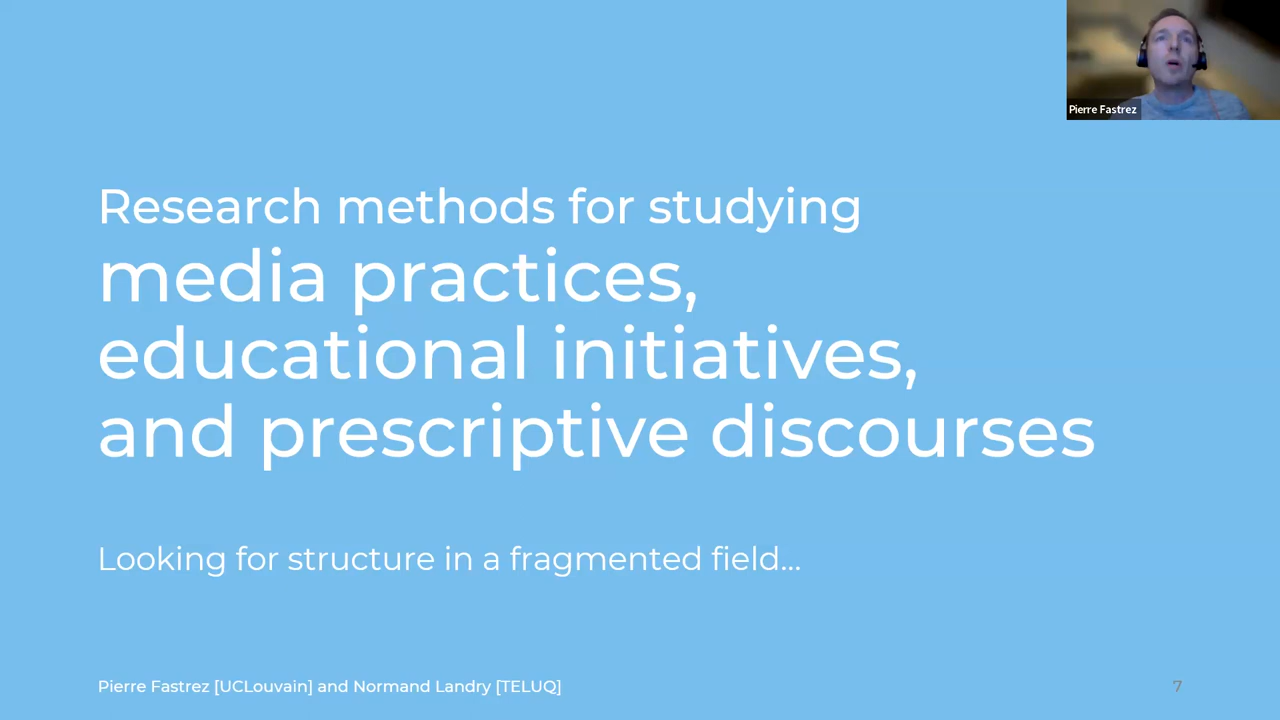 Pierre Fastrez
Research methods for studying
media practices,
educational initiatives,
and prescriptive discourses
Looking for structure in a fragmented field...
Pierre Fastrez [UCLouvain] and Normand Landry [TELUQ]
7